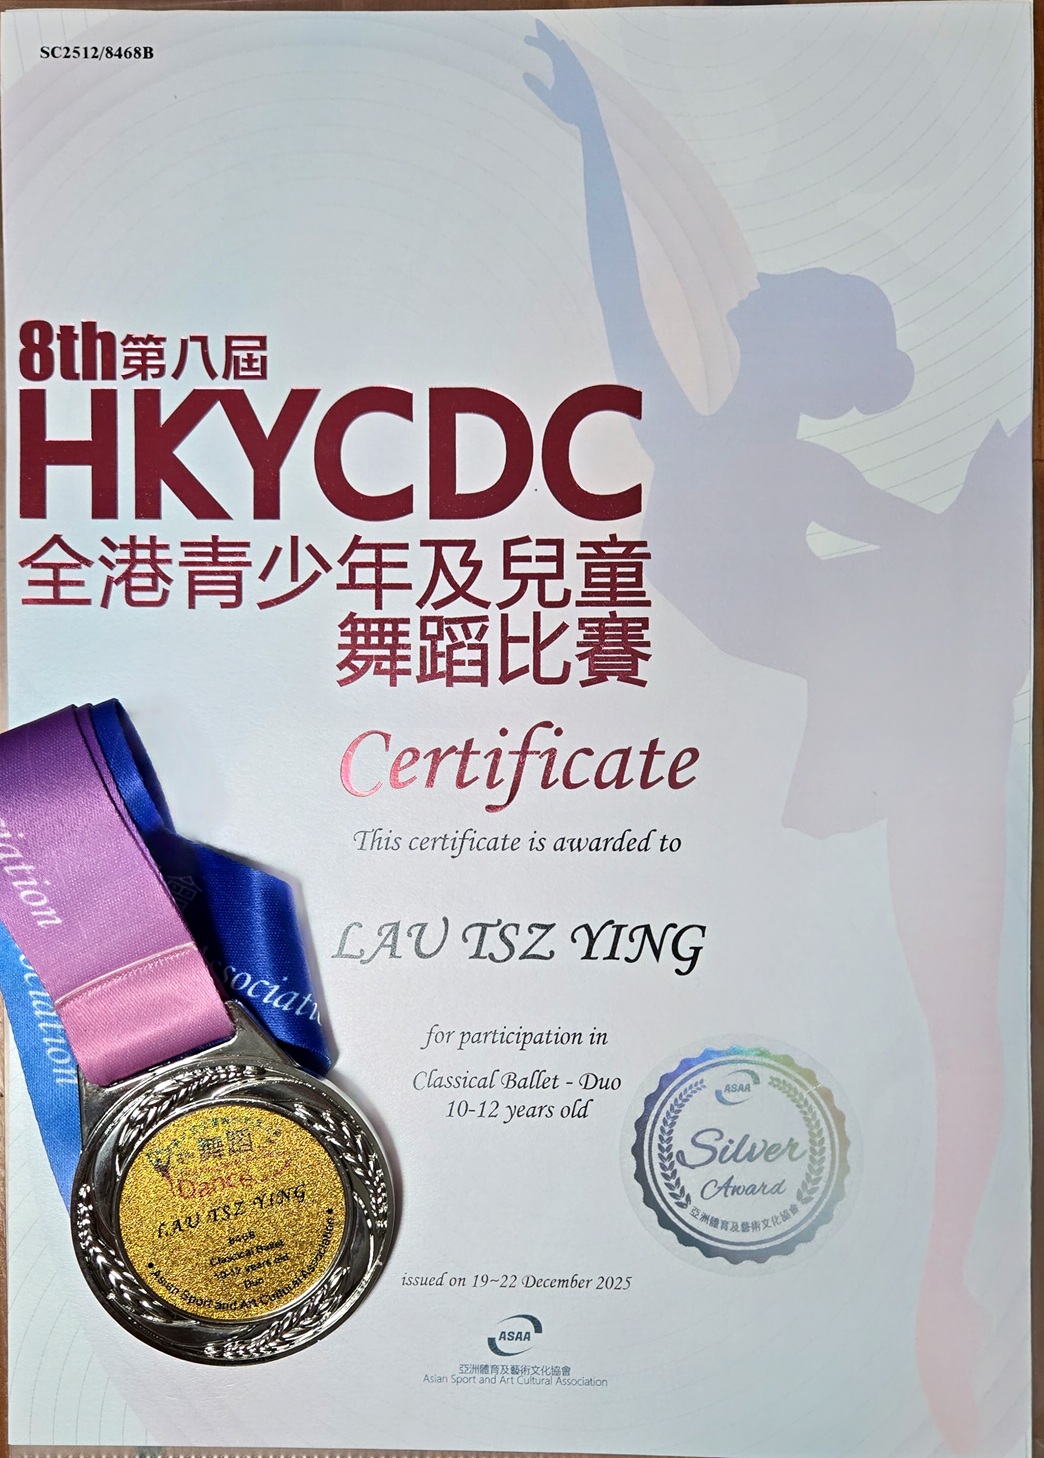 SC2512/8468B
8th第八屆
HKYCDC
全港青少年及兒童
舞蹈比賽
Certificate
This certificate is awarded to
LAU TSZ YING
for participation in
Classical Ballet - Duo
10-12 years old
ASAA
Silver
Award
亞洲體育及藝術文化協會
issued on 19~22 December 2025
ASAA
亞洲體育及藝術文化協會
Asian Sport and Art Cultural Association
ociation
舞蹈
Dance
LAU TSZ YING
8468
Classical Ballet
10-12 years old
Duo
Asian Sport and Art Cultural Association